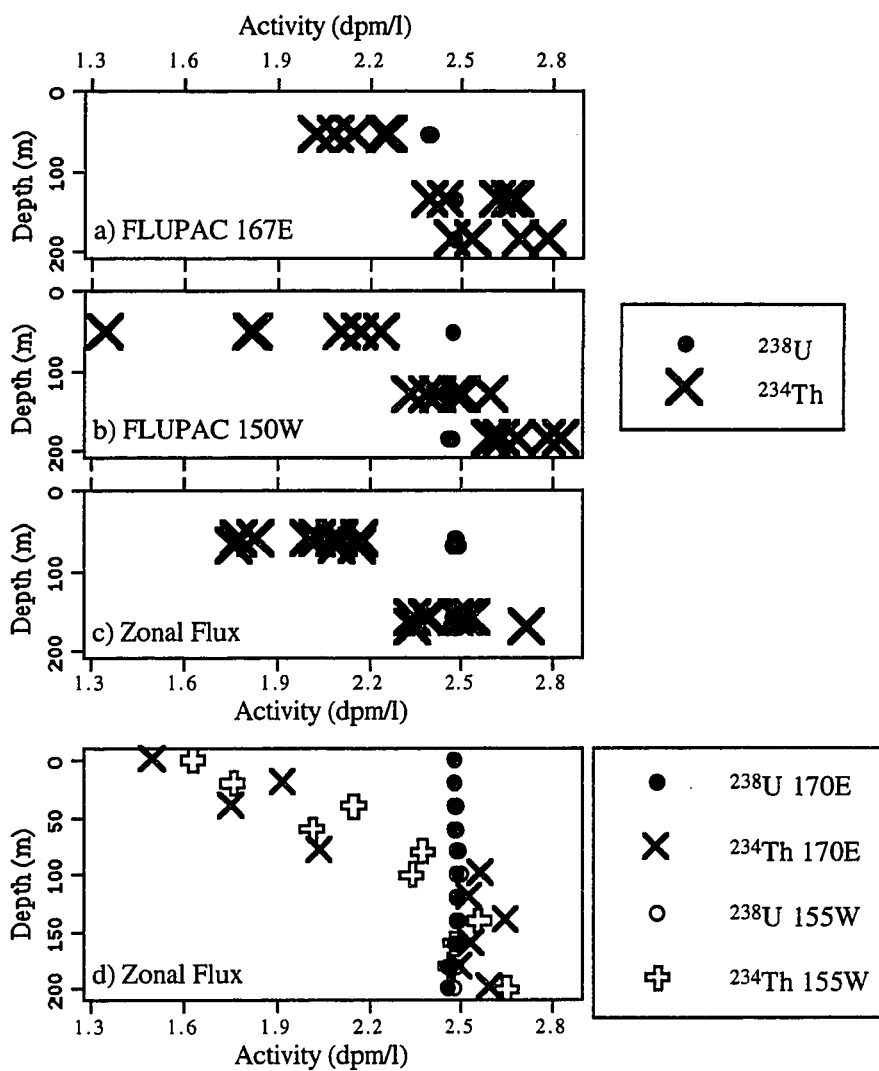 Activity (dpm/l)
1.3 1.6 1.9 2.2 2.5 2.8
Depth (m)
0
100
200
a) FLUPAC 167E
Depth (m)
0
100
200
b) FLUPAC 150W
238U
234Th
Depth (m)
0
100
200
c) Zonal Flux
1.3 1.6 1.9 2.2 2.5 2.8
Activity (dpm/l)
Depth (m)
0
50
100
150
200
d) Zonal Flux
238U 170E
234Th 170E
238U 155W
234Th 155W
1.3 1.6 1.9 2.2 2.5 2.8
Activity (dpm/l)